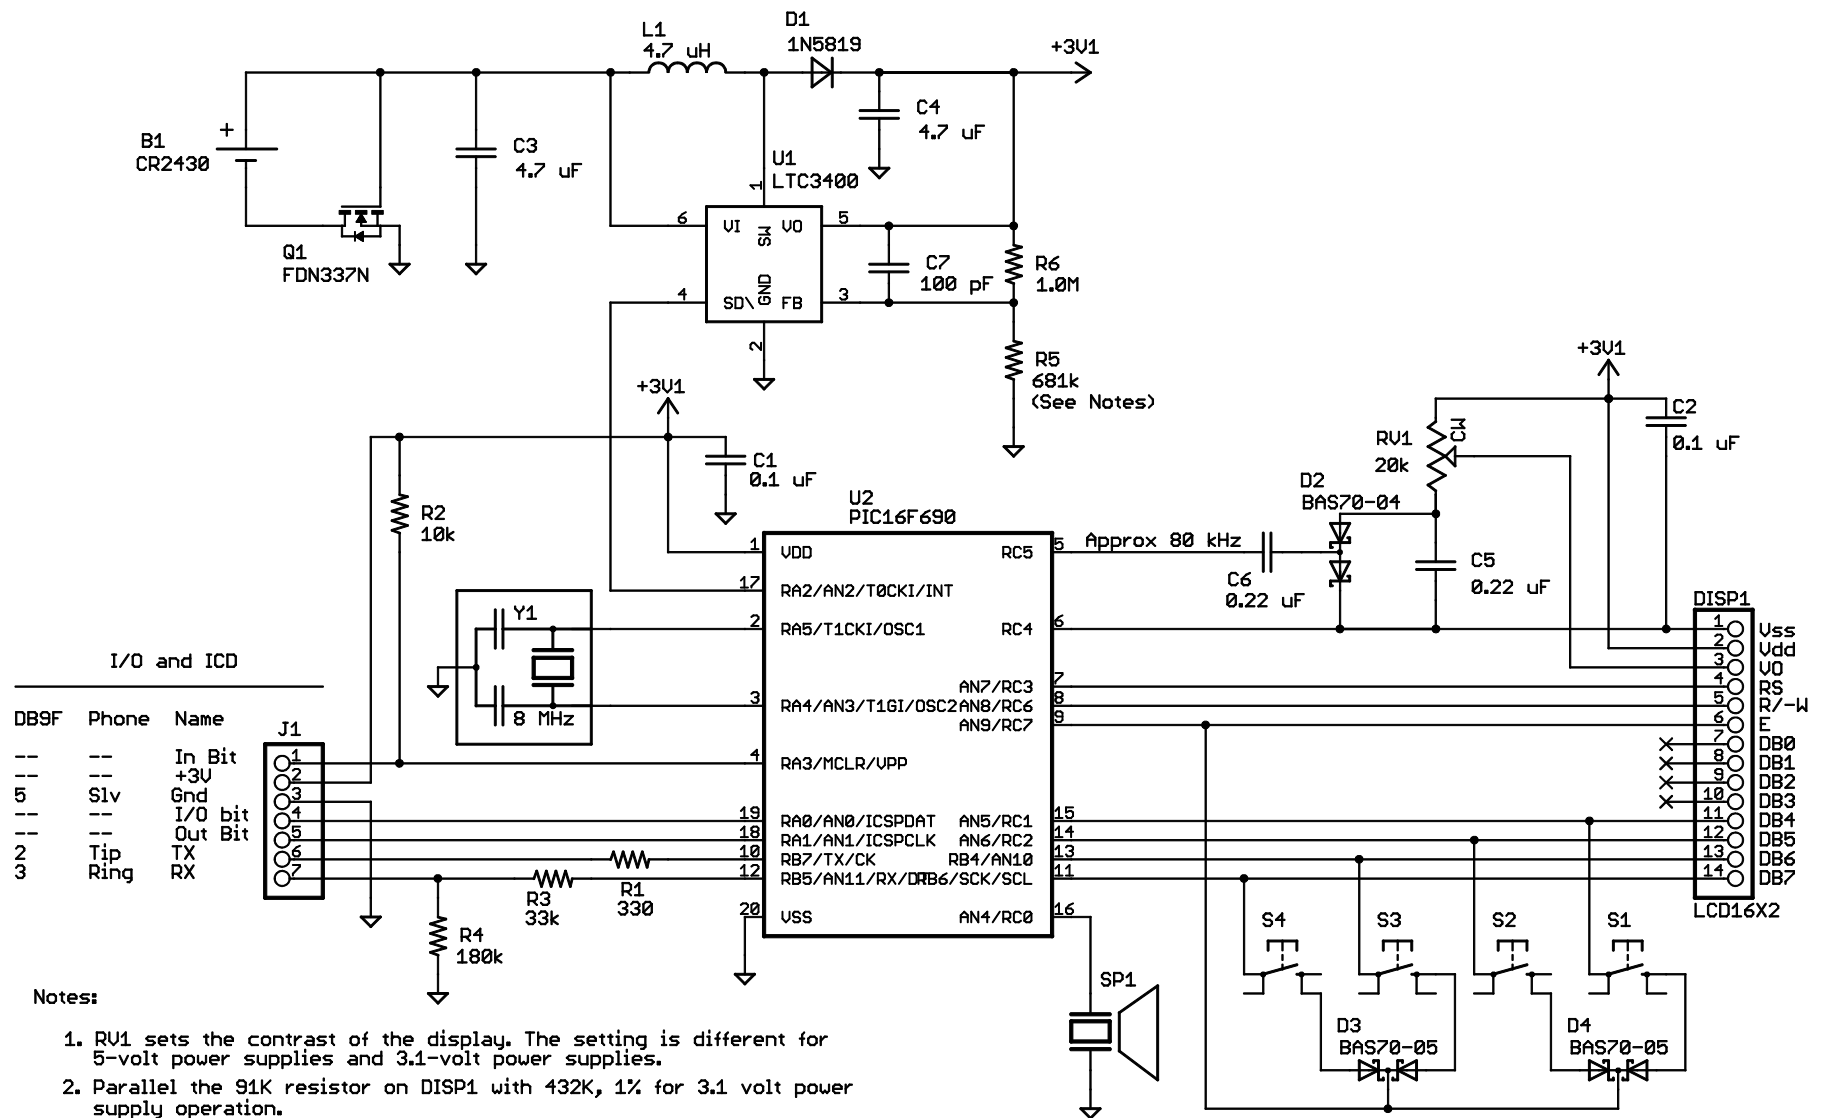 L1
4.7 uH
D1
1N5819
+3V1
B1
CR2430
+
C3
4.7 uF
C4
4.7 uF
Q1
FDN337N
U1
LTC3400
1
6
VI
SW
VO
5
4
SD\
GND
FB
3
2
C7
100 pF
R6
1.0M
R5
681k
(See Notes)
+3V1
C1
0.1 uF
R2
10k
+3V1
C2
0.1 uF
RV1
20k
CW
D2
BAS70-04
C5
0.22 uF
C6
0.22 uF
Approx 80 kHz
U2
PIC16F690
1 VDD
17 RA2/AN2/T0CKI/INT
2 RA5/T1CKI/OSC1
3 RA4/AN3/T1GI/OSC2
4 RA3/MCLR/VPP
19 RA0/AN0/ICSPDAT
18 RA1/AN1/ICSPCLK
10 RB7/TX/CK
12 RB5/AN11/RX/DT
20 VSS
RC5 5
RC4 6
AN7/RC3 7
AN8/RC6 8
AN9/RC7 9
AN5/RC1 15
AN6/RC2 14
RB4/AN10 13
RB6/SCK/SCL 11
AN4/RC0 16
Y1
8 MHz
I/O and ICD
DB9F Phone Name
J1
-- -- In Bit 1
-- -- +3V 2
5 Slv Gnd 3
-- -- I/O bit 4
-- -- Out Bit 5
2 Tip TX 6
3 Ring RX 7
R1
330
R3
33k
R4
180k
DISP1
1 Vss
2 Vdd
3 VO
4 RS
5 R/-W
6 E
7 DB0
8 DB1
9 DB2
10 DB3
11 DB4
12 DB5
13 DB6
14 DB7
LCD16X2
S4
S3
S2
S1
D3
BAS70-05
D4
BAS70-05
SP1
Notes:
1. RV1 sets the contrast of the display. The setting is different for
5-volt power supplies and 3.1-volt power supplies.
2. Parallel the 91K resistor on DISP1 with 432K, 1% for 3.1 volt power
supply operation.